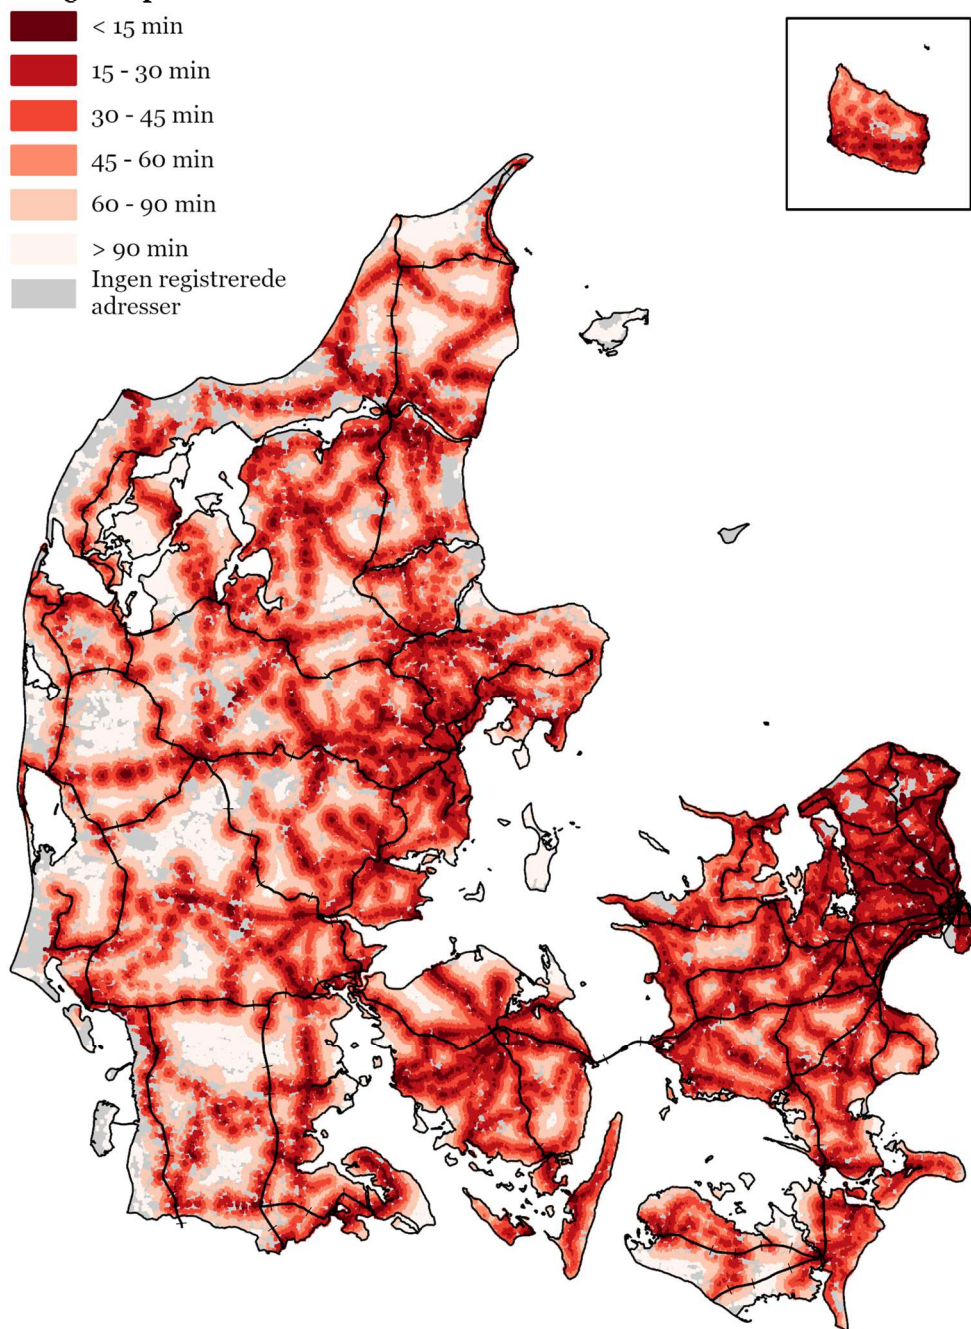 < 15 min
15 - 30 min
30 - 45 min
45 - 60 min
60 - 90 min
> 90 min
Ingen registrerede
adresser